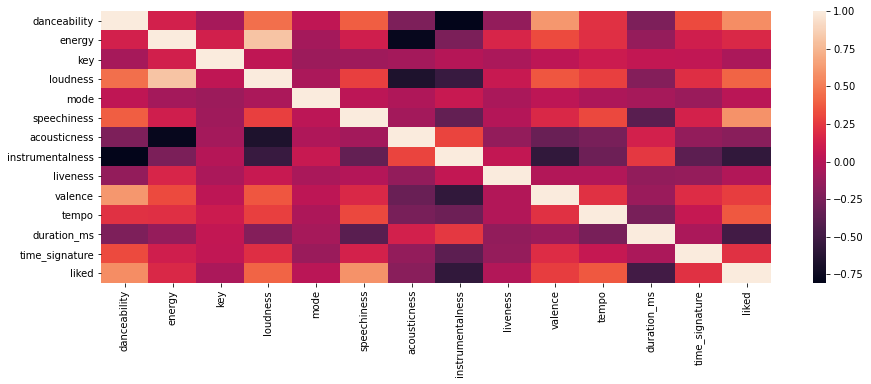 danceability
energy
key
loudness
mode
speechiness
acousticness
instrumentalness
liveness
valence
tempo
duration_ms
time_signature
liked
danceability
energy
key
loudness
mode
speechiness
acousticness
instrumentalness
liveness
valence
tempo
duration_ms
time_signature
liked
1.00
0.75
0.50
0.25
0.00
−0.25
−0.50
−0.75